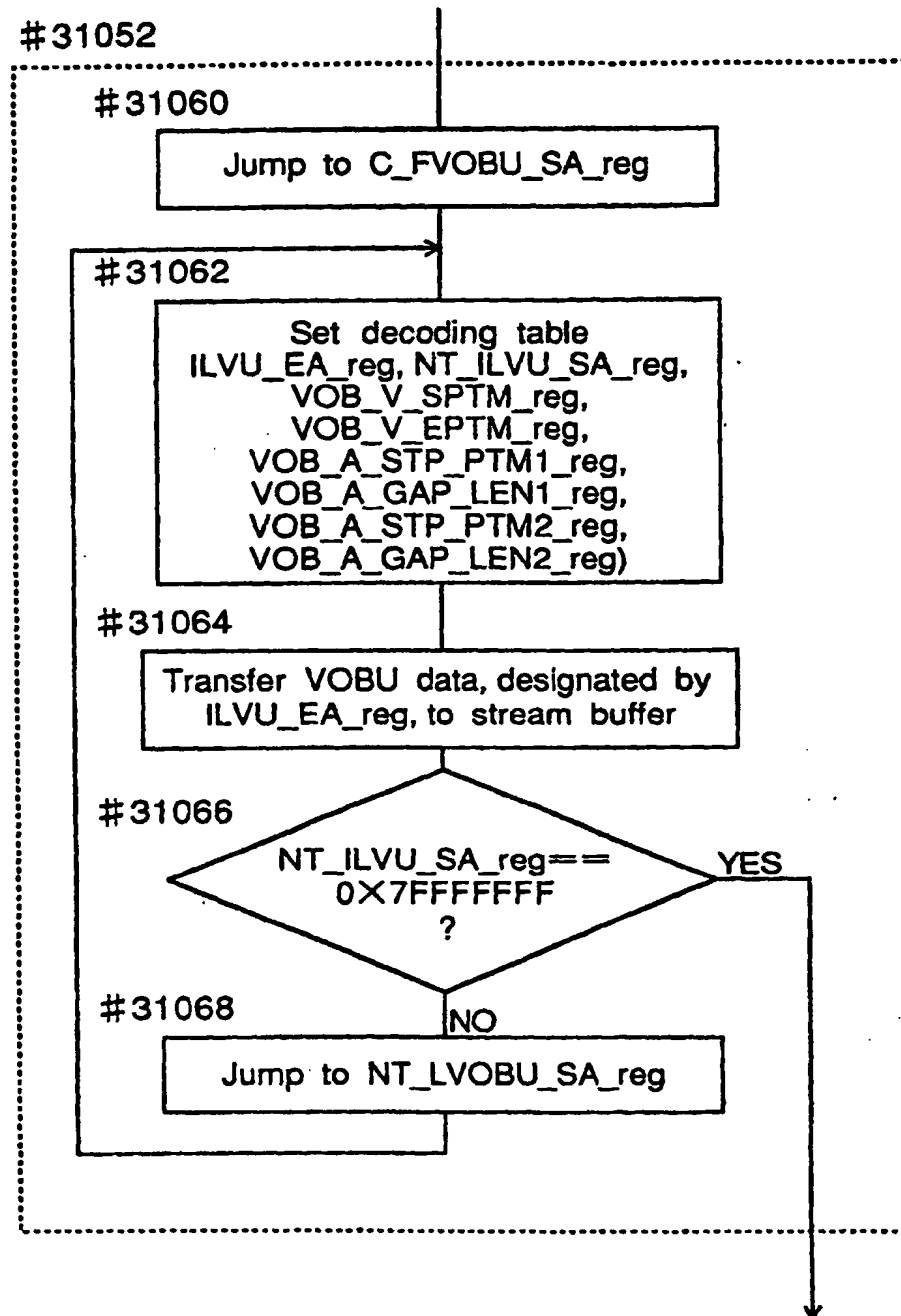 #31052
#31060
Jump to C_FVOBU_SA_reg
#31062
Set decoding table
ILVU_EA_reg, NT_ILVU_SA_reg,
VOB_V_SPTM_reg,
VOB_V_EPTM_reg,
VOB_A_STP_PTM1_reg,
VOB_A_GAP_LEN1_reg,
VOB_A_STP_PTM2_reg,
VOB_A_GAP_LEN2_reg)
#31064
Transfer VOBU data, designated by
ILVU_EA_reg, to stream buffer
#31066
NT_ILVU_SA_reg==
0X7FFFFFFF
?
YES
#31068
NO
Jump to NT_LVOBU_SA_reg